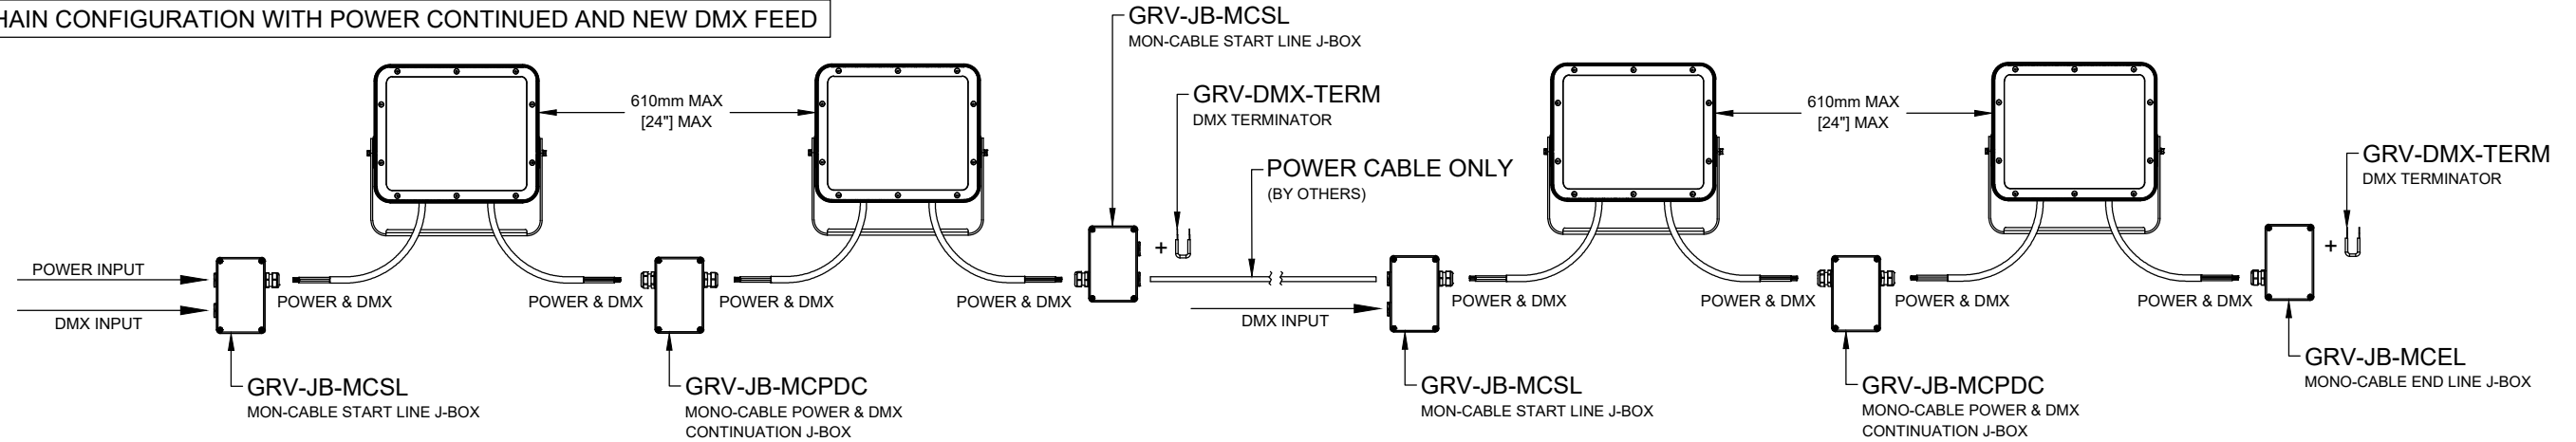 HAIN CONFIGURATION WITH POWER CONTINUED AND NEW DMX FEED
GRV-JB-MCSL
MON-CABLE START LINE J-BOX
610mm MAX
[24"] MAX
GRV-DMX-TERM
DMX TERMINATOR
POWER CABLE ONLY
(BY OTHERS)
610mm MAX
[24"] MAX
GRV-DMX-TERM
DMX TERMINATOR
POWER INPUT
DMX INPUT
POWER & DMX
POWER & DMX
POWER & DMX
POWER & DMX
+
DMX INPUT
POWER & DMX
POWER & DMX
POWER & DMX
POWER & DMX
+
GRV-JB-MCSL
MON-CABLE START LINE J-BOX
GRV-JB-MCPDC
MONO-CABLE POWER & DMX
CONTINUATION J-BOX
GRV-JB-MCSL
MON-CABLE START LINE J-BOX
GRV-JB-MCPDC
MONO-CABLE POWER & DMX
CONTINUATION J-BOX
GRV-JB-MCEL
MONO-CABLE END LINE J-BOX